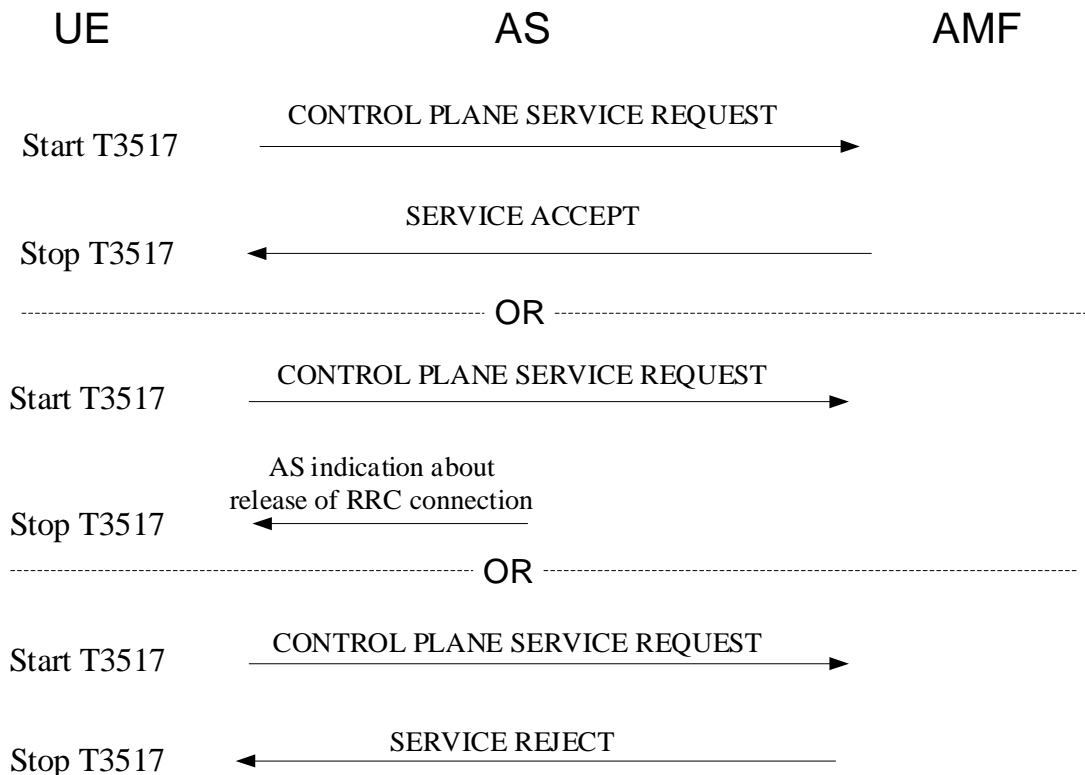 UE AS AMF
CONTROL PLANE SERVICE REQUEST
Start T3517
SERVICE ACCEPT
Stop T3517
OR
CONTROL PLANE SERVICE REQUEST
Start T3517
AS indication about
release of RRC connection
Stop T3517
OR
CONTROL PLANE SERVICE REQUEST
Start T3517
SERVICE REJECT
Stop T3517